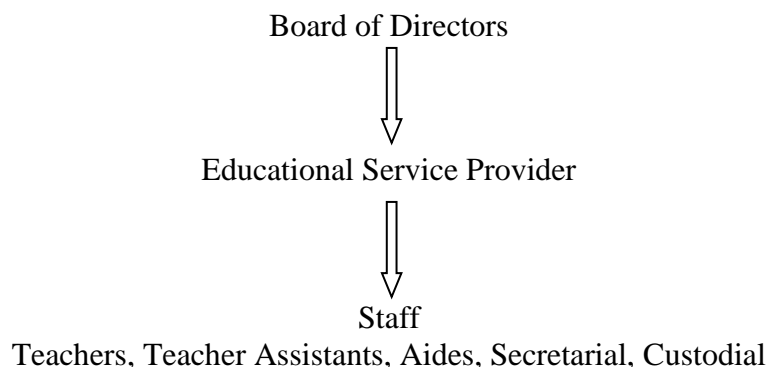 Board of Directors
Educational Service Provider
Staff
Teachers, Teacher Assistants, Aides, Secretarial, Custodial